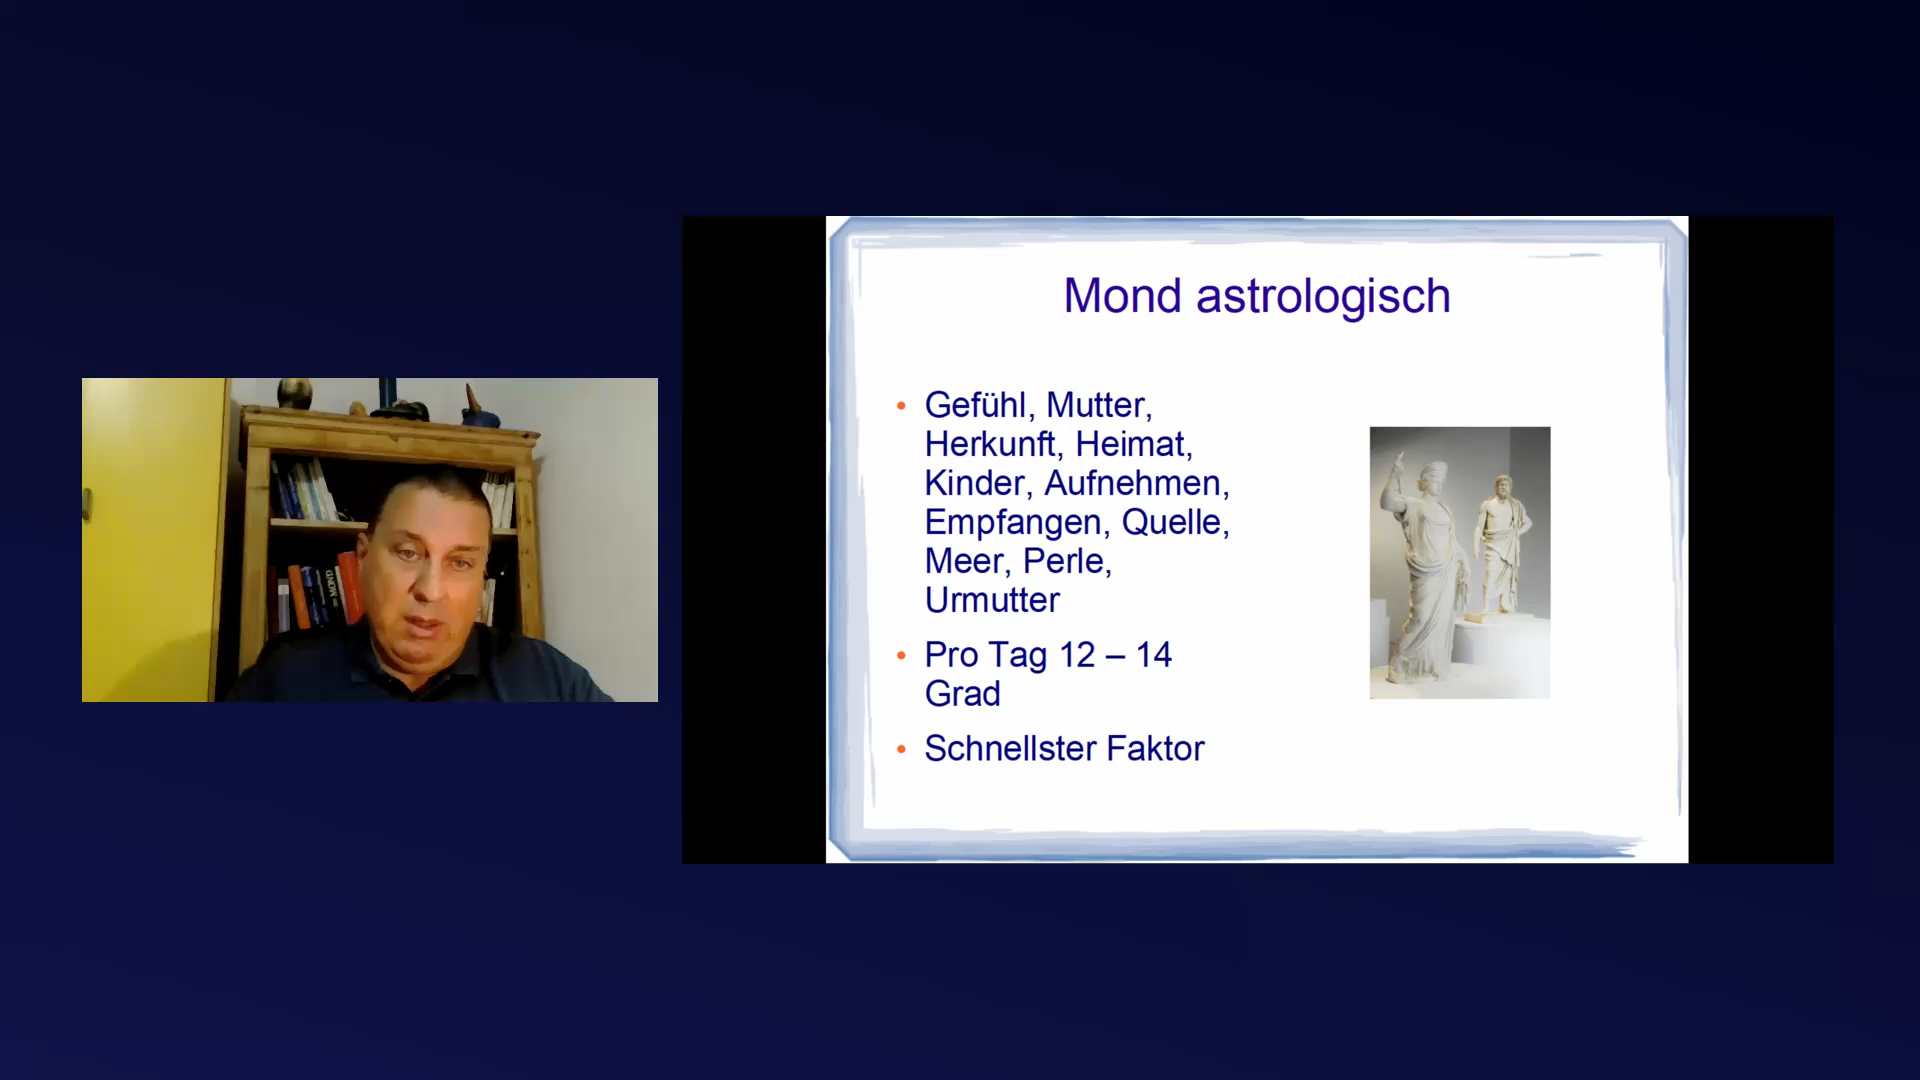 Mond astrologisch
• Gefühl, Mutter,
Herkunft, Heimat,
Kinder, Aufnehmen,
Empfangen, Quelle,
Meer, Perle,
Urmutter
• Pro Tag 12 – 14
Grad
• Schnellster Faktor
MOND